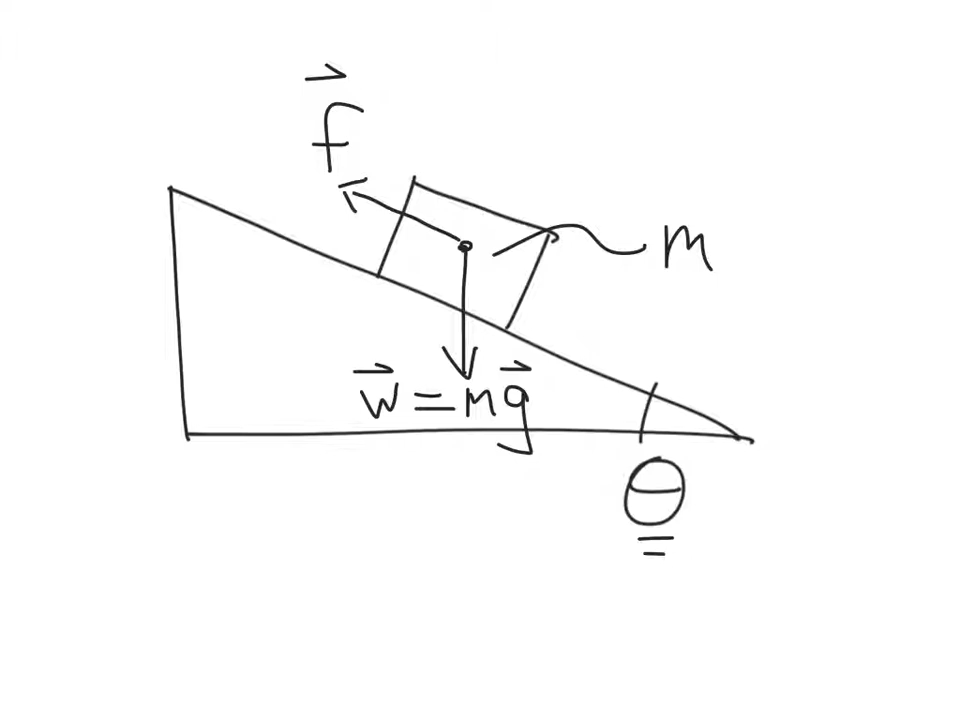 f⃗
m
w⃗ = mg⃗
θ